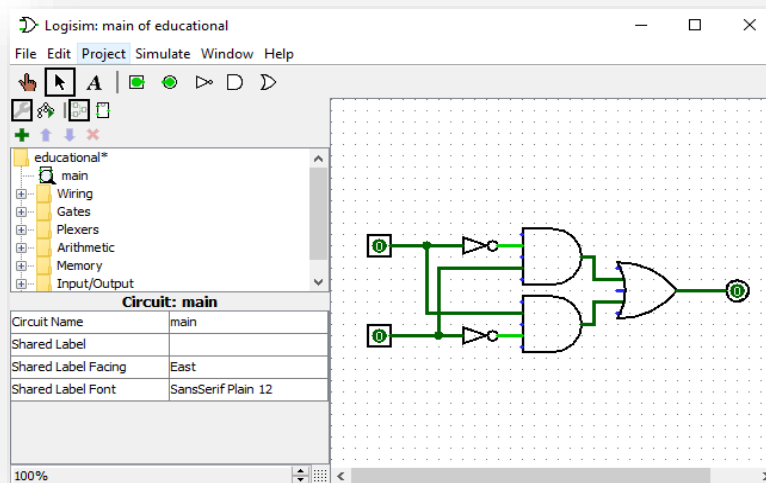 Logisim: main of educational
File Edit Project Simulate Window Help
A
educational*
main
Wiring
Gates
Plexers
Arithmetic
Memory
Input/Output
Circuit: main
Circuit Name main
Shared Label
Shared Label Facing East
Shared Label Font SansSerif Plain 12
100%
0
0
0